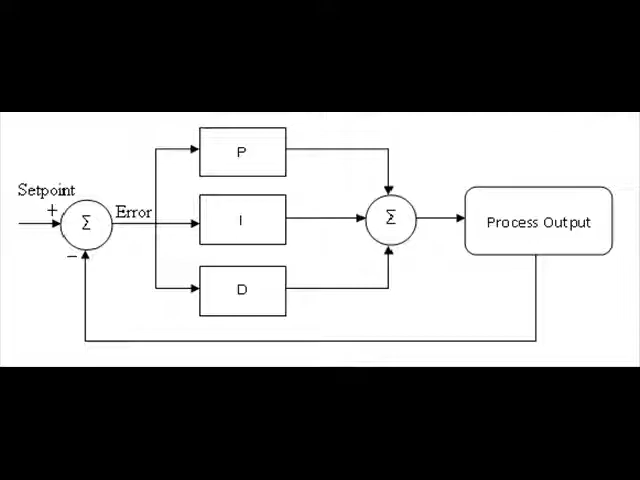 Setpoint
+
Σ
−
Error
P
I
D
Σ
Process Output